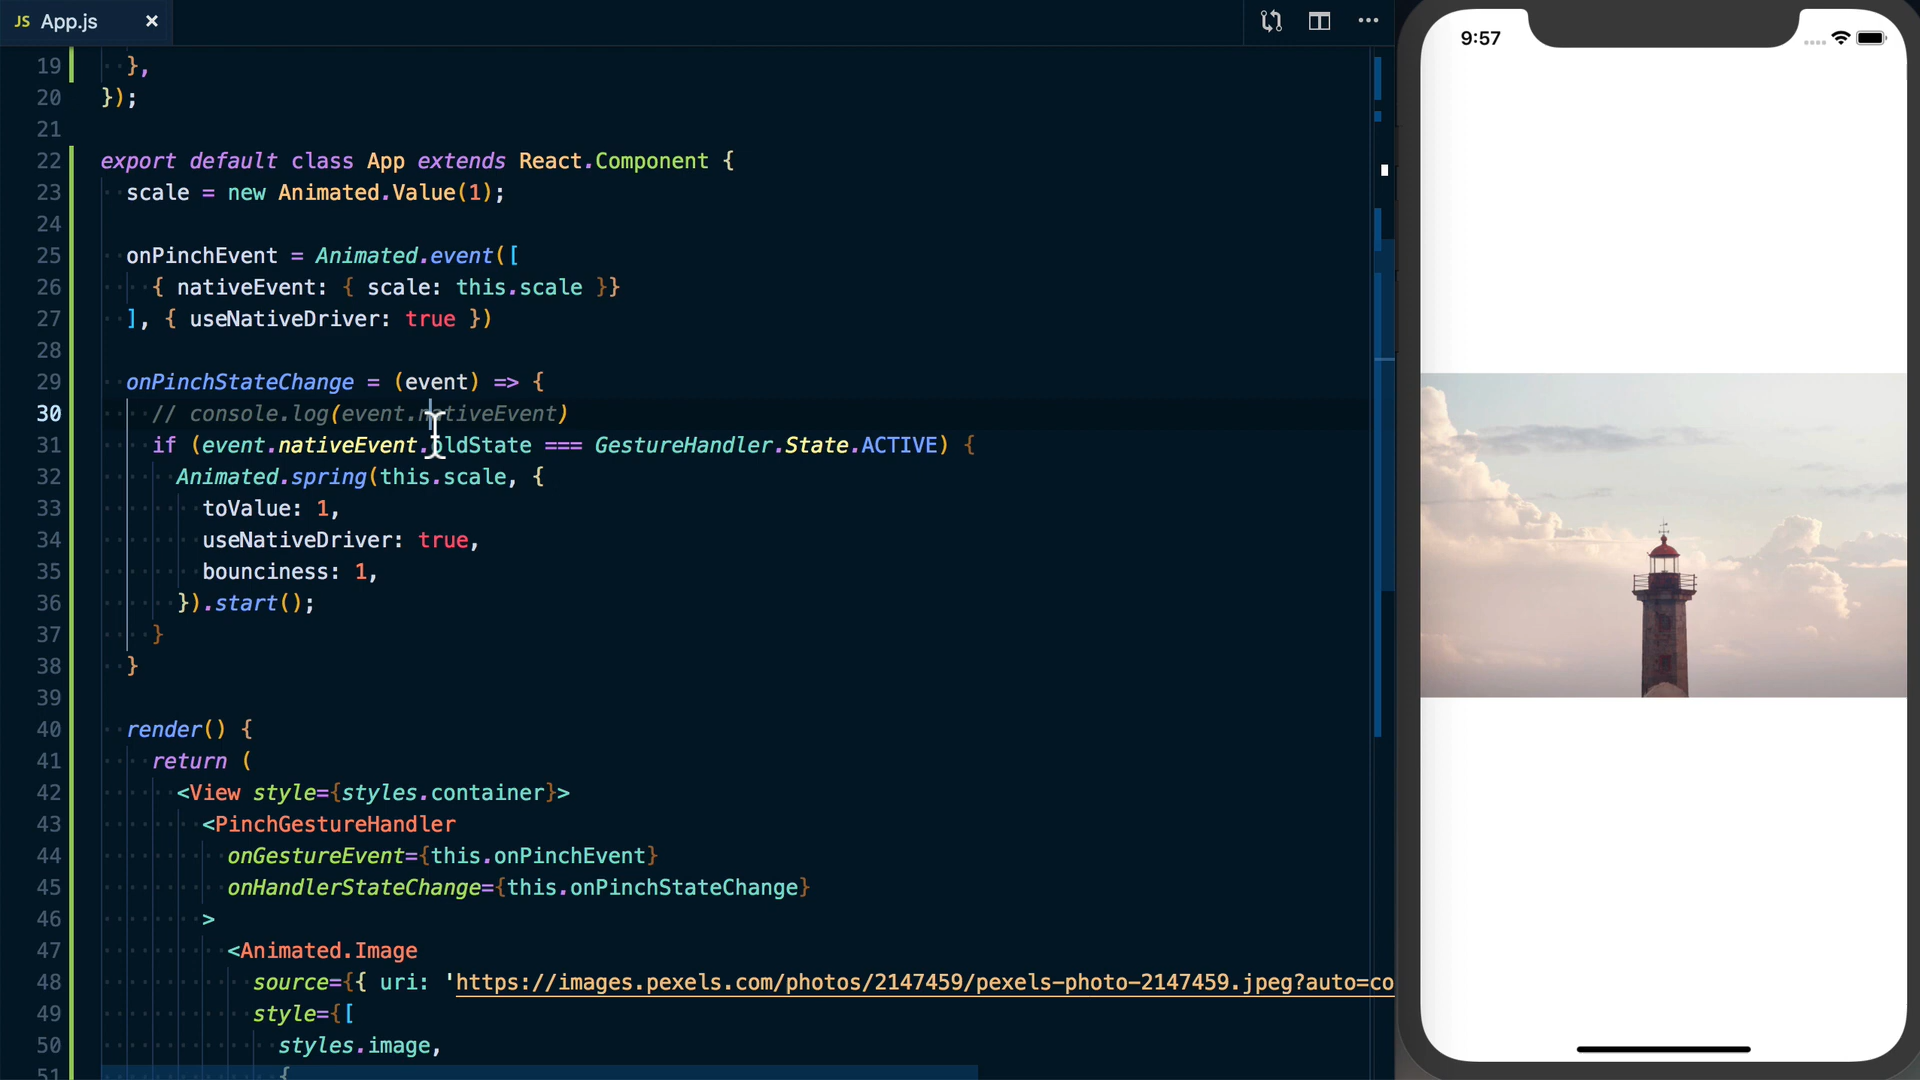 JS App.js ×
19 },
20 });
21
22 export default class App extends React.Component {
23 scale = new Animated.Value(1);
24
25 onPinchEvent = Animated.event([
26 { nativeEvent: { scale: this.scale }}
27 ], { useNativeDriver: true })
28
29 onPinchStateChange = (event) => {
30 // console.log(event.nativeEvent)
31 if (event.nativeEvent.oldState === GestureHandler.State.ACTIVE) {
32 Animated.spring(this.scale, {
33 toValue: 1,
34 useNativeDriver: true,
35 bounciness: 1,
36 }).start();
37 }
38 }
39
40 render() {
41 return (
42 <View style={styles.container}>
43 <PinchGestureHandler
44 onGestureEvent={this.onPinchEvent}
45 onHandlerStateChange={this.onPinchStateChange}
46 >
47 <Animated.Image
48 source={{ uri: 'https://images.pexels.com/photos/2147459/pexels-photo-2147459.jpeg?auto=co
49 style={[
50 styles.image,
51 {
9:57